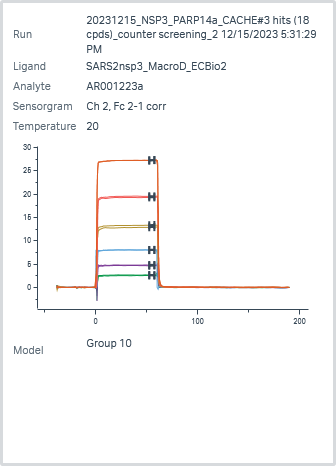 Run 20231215_NSP3_PARP14a_CACHE#3 hits (18
cpds)_counter screening_2 12/15/2023 5:31:29
PM
Ligand SARS2nsp3_MacroD_ECBio2
Analyte AR001223a
Sensorgram Ch 2, Fc 2-1 corr
Temperature 20
30
25
20
15
10
5
0
0 100 200
Model Group 10